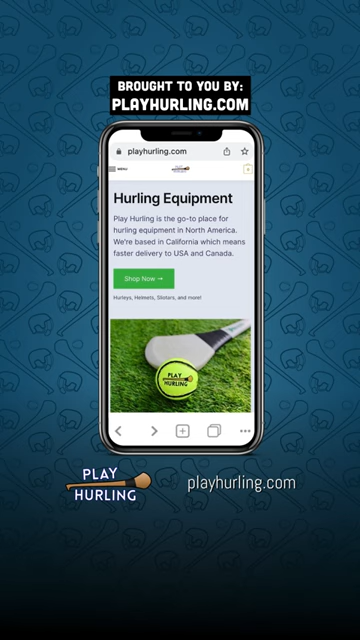 BROUGHT TO YOU BY:
PLAYHURLING.COM
playhurling.com
MENU
Hurling Equipment
Play Hurling is the go-to place for
hurling equipment in North America.
We're based in California which means
faster delivery to USA and Canada.
Shop Now →
Hurleys, Helmets, Sliotars, and more!
PLAY
HURLING
PLAY
HURLING
playhurling.com